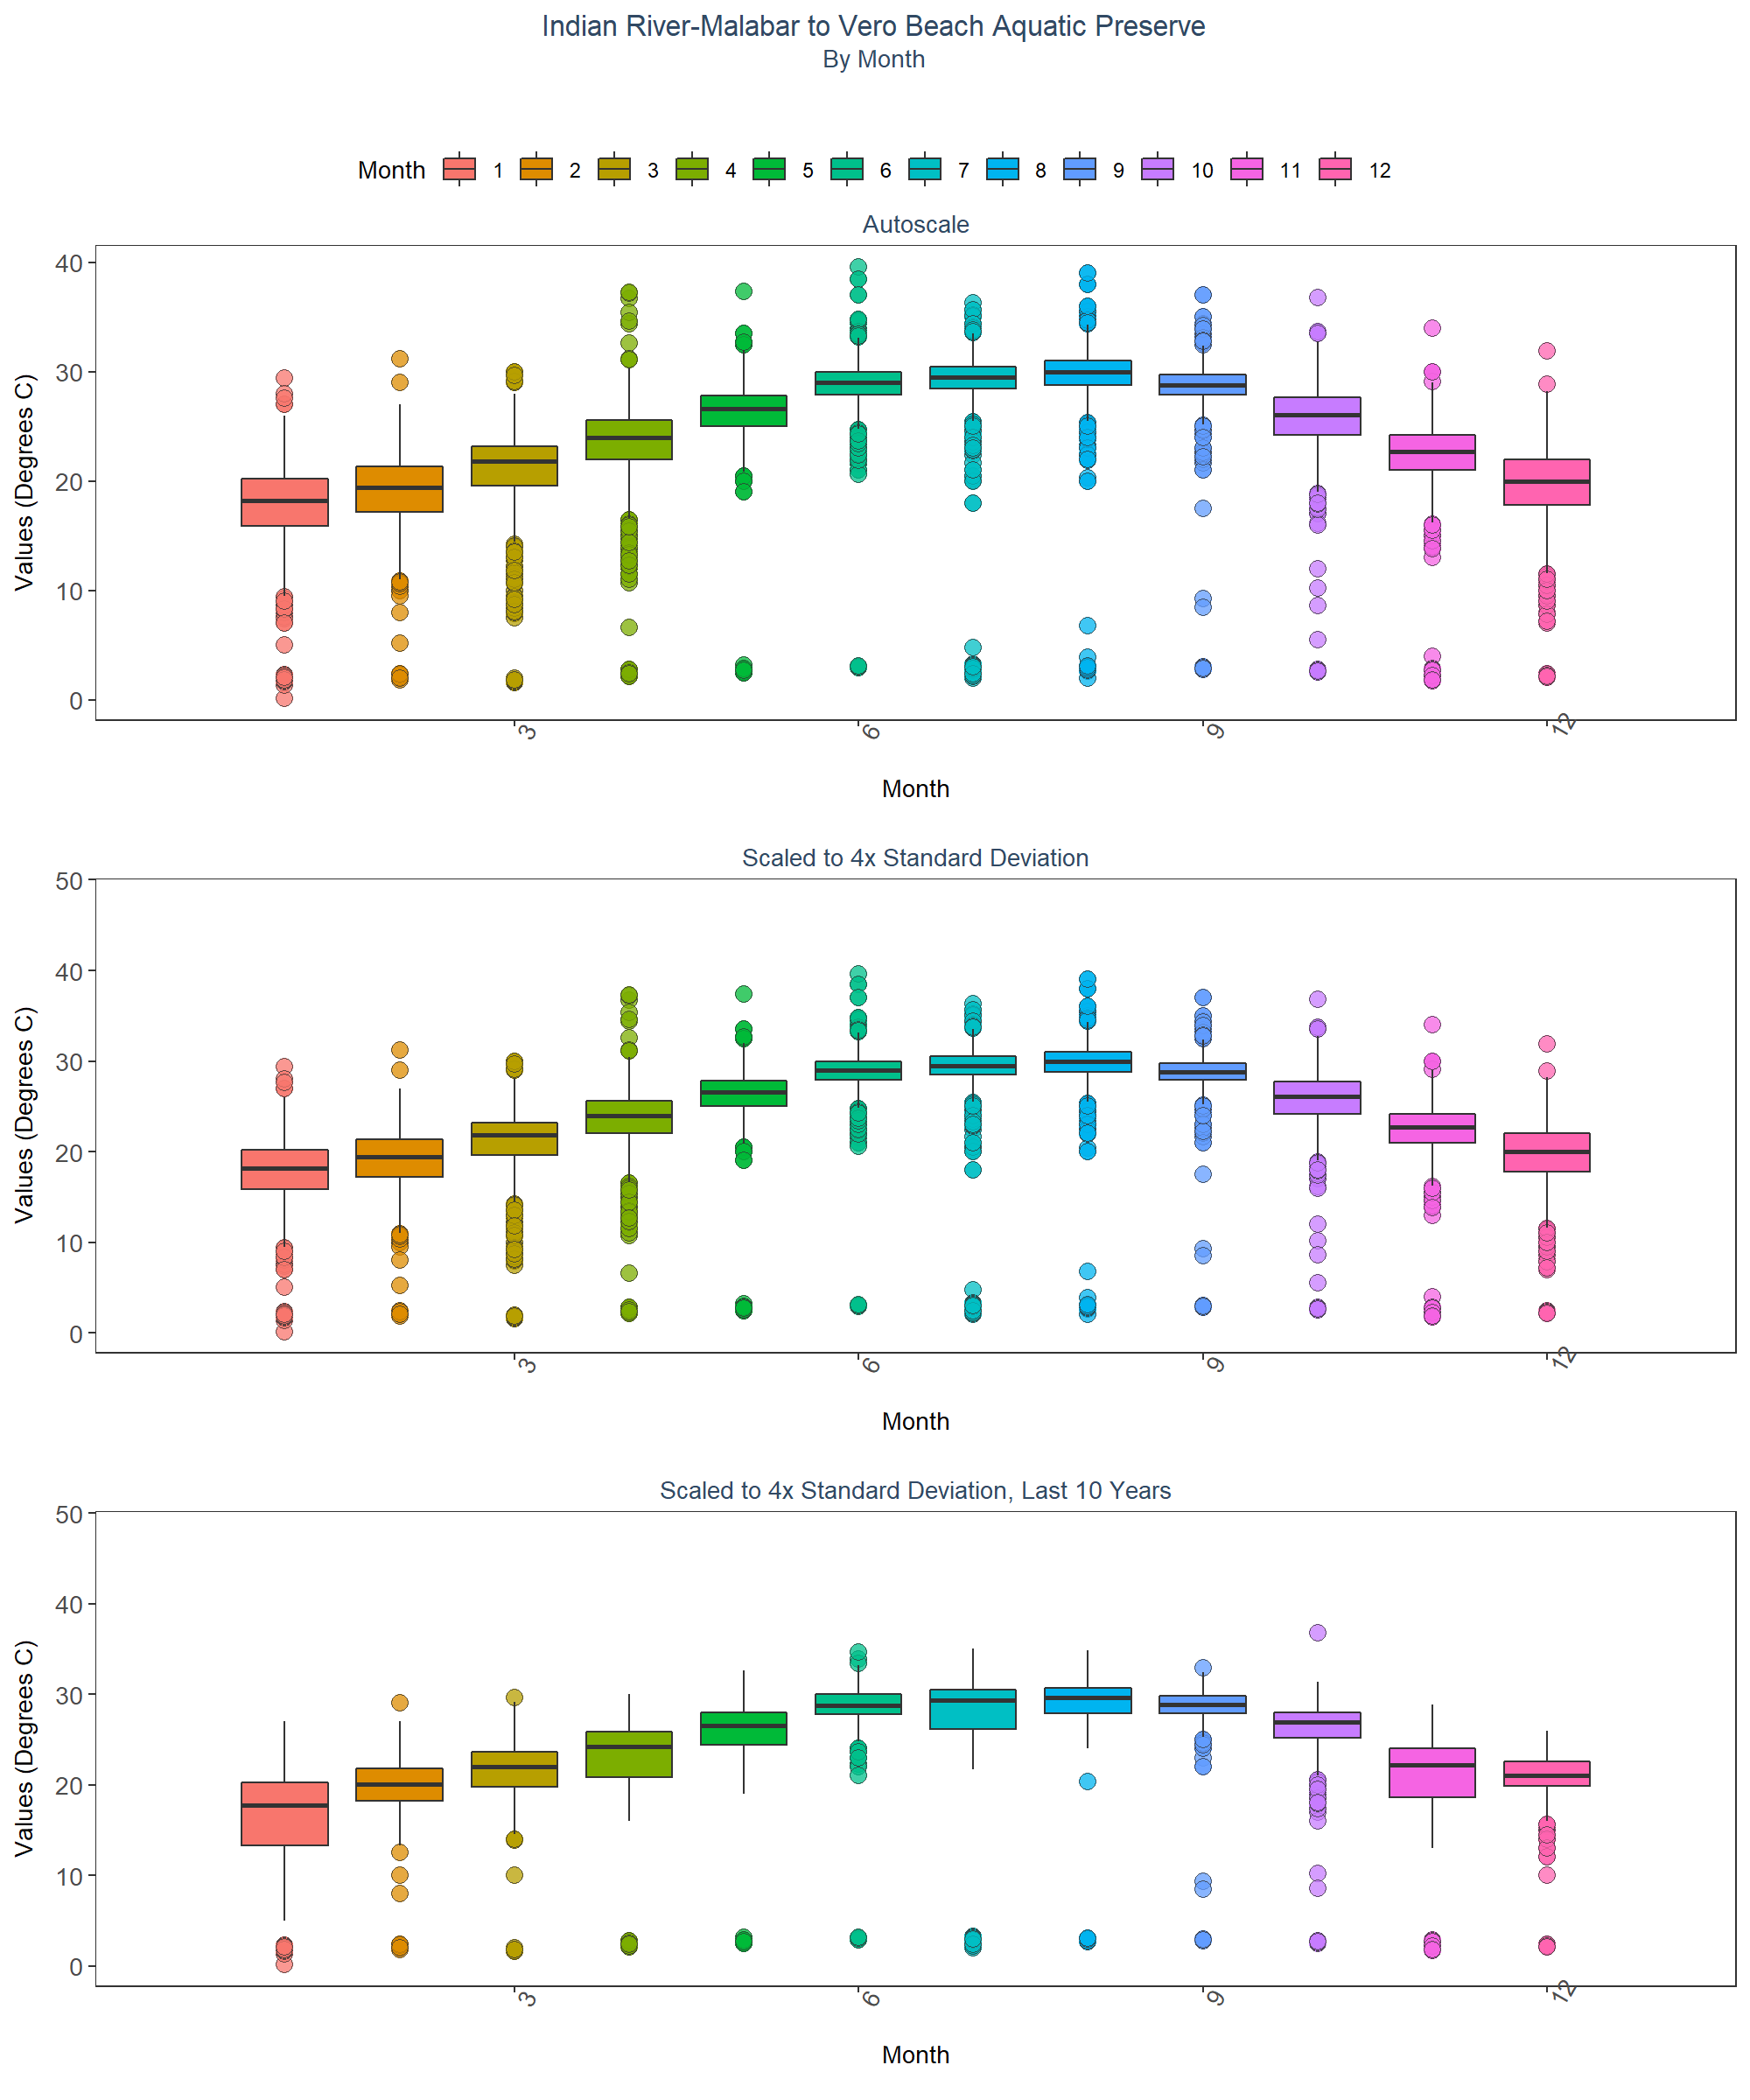 Indian River-Malabar to Vero Beach Aquatic Preserve
By Month
Month 1 2 3 4 5 6 7 8 9 10 11 12
Autoscale
Values (Degrees C)
40
30
20
10
0
3 6 9 12
Month
Scaled to 4x Standard Deviation
Values (Degrees C)
50
40
30
20
10
0
3 6 9 12
Month
Scaled to 4x Standard Deviation, Last 10 Years
Values (Degrees C)
50
40
30
20
10
0
3 6 9 12
Month